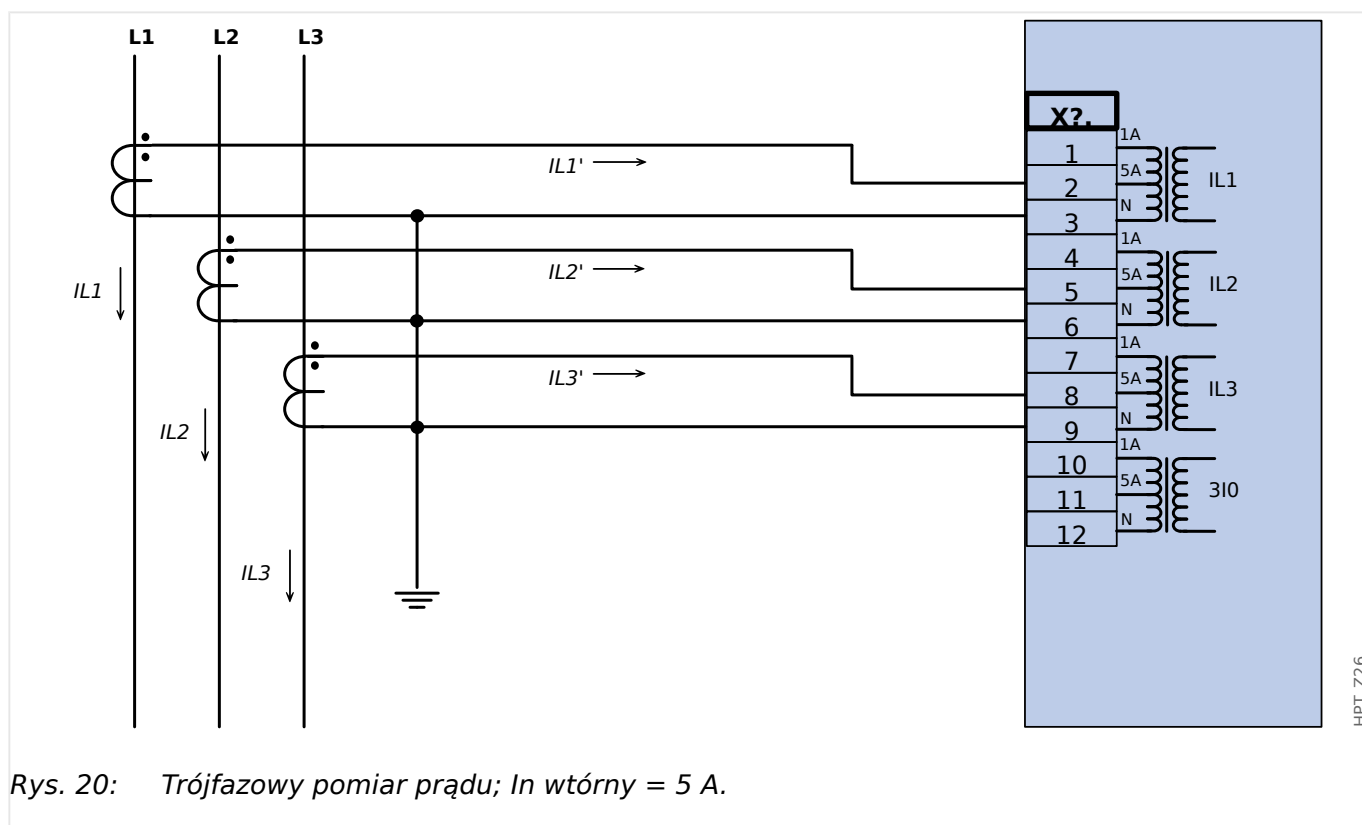 L1 L2 L3
X?.
1A
1
IL1'
5A
IL1
2
N
3
1A
4
IL2'
5A
IL2
IL1
5
N
6
1A
7
IL3'
5A
IL3
8
N
IL2
9
1A
10
5A
3I0
11
N
12
IL3
HPT_Z26
Rys. 20: Trójfazowy pomiar prądu; In wtórny = 5 A.